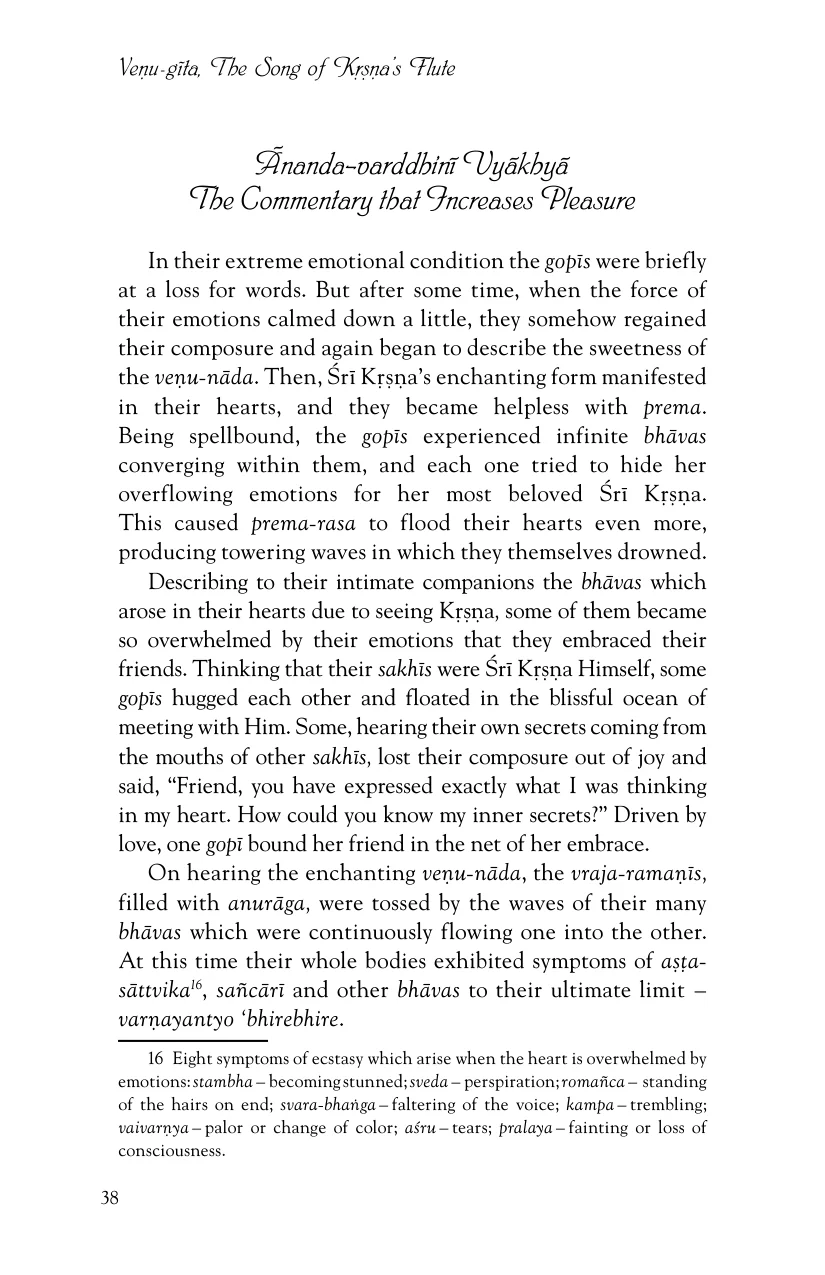 Veṇu-gīta, The Song of Kṛṣṇa's Flute
Ānanda-varddhinī Vyākhyā
The Commentary that Increases Pleasure
In their extreme emotional condition the gopīs were briefly
at a loss for words. But after some time, when the force of
their emotions calmed down a little, they somehow regained
their composure and again began to describe the sweetness of
the veṇu-nāda. Then, Śrī Kṛṣṇa's enchanting form manifested
in their hearts, and they became helpless with prema.
Being spellbound, the gopīs experienced infinite bhāvas
converging within them, and each one tried to hide her
overflowing emotions for her most beloved Śrī Kṛṣṇa.
This caused prema-rasa to flood their hearts even more,
producing towering waves in which they themselves drowned.
Describing to their intimate companions the bhāvas which
arose in their hearts due to seeing Kṛṣṇa, some of them became
so overwhelmed by their emotions that they embraced their
friends. Thinking that their sakhīs were Śrī Kṛṣṇa Himself, some
gopīs hugged each other and floated in the blissful ocean of
meeting with Him. Some, hearing their own secrets coming from
the mouths of other sakhīs, lost their composure out of joy and
said, “Friend, you have expressed exactly what I was thinking
in my heart. How could you know my inner secrets?” Driven by
love, one gopī bound her friend in the net of her embrace.
On hearing the enchanting veṇu-nāda, the vraja-ramaṇīs,
filled with anurāga, were tossed by the waves of their many
bhāvas which were continuously flowing one into the other.
At this time their whole bodies exhibited symptoms of aṣṭa-
sāttvika16, sañcārī and other bhāvas to their ultimate limit –
varṇayantyo ‘bhirebhire.
16 Eight symptoms of ecstasy which arise when the heart is overwhelmed by
emotions: stambha – becoming stunned; sveda – perspiration; romañca – standing
of the hairs on end; svara-bhaṅga – faltering of the voice; kampa – trembling;
vaivarṇya – palor or change of color; aśru – tears; pralaya – fainting or loss of
consciousness.
38